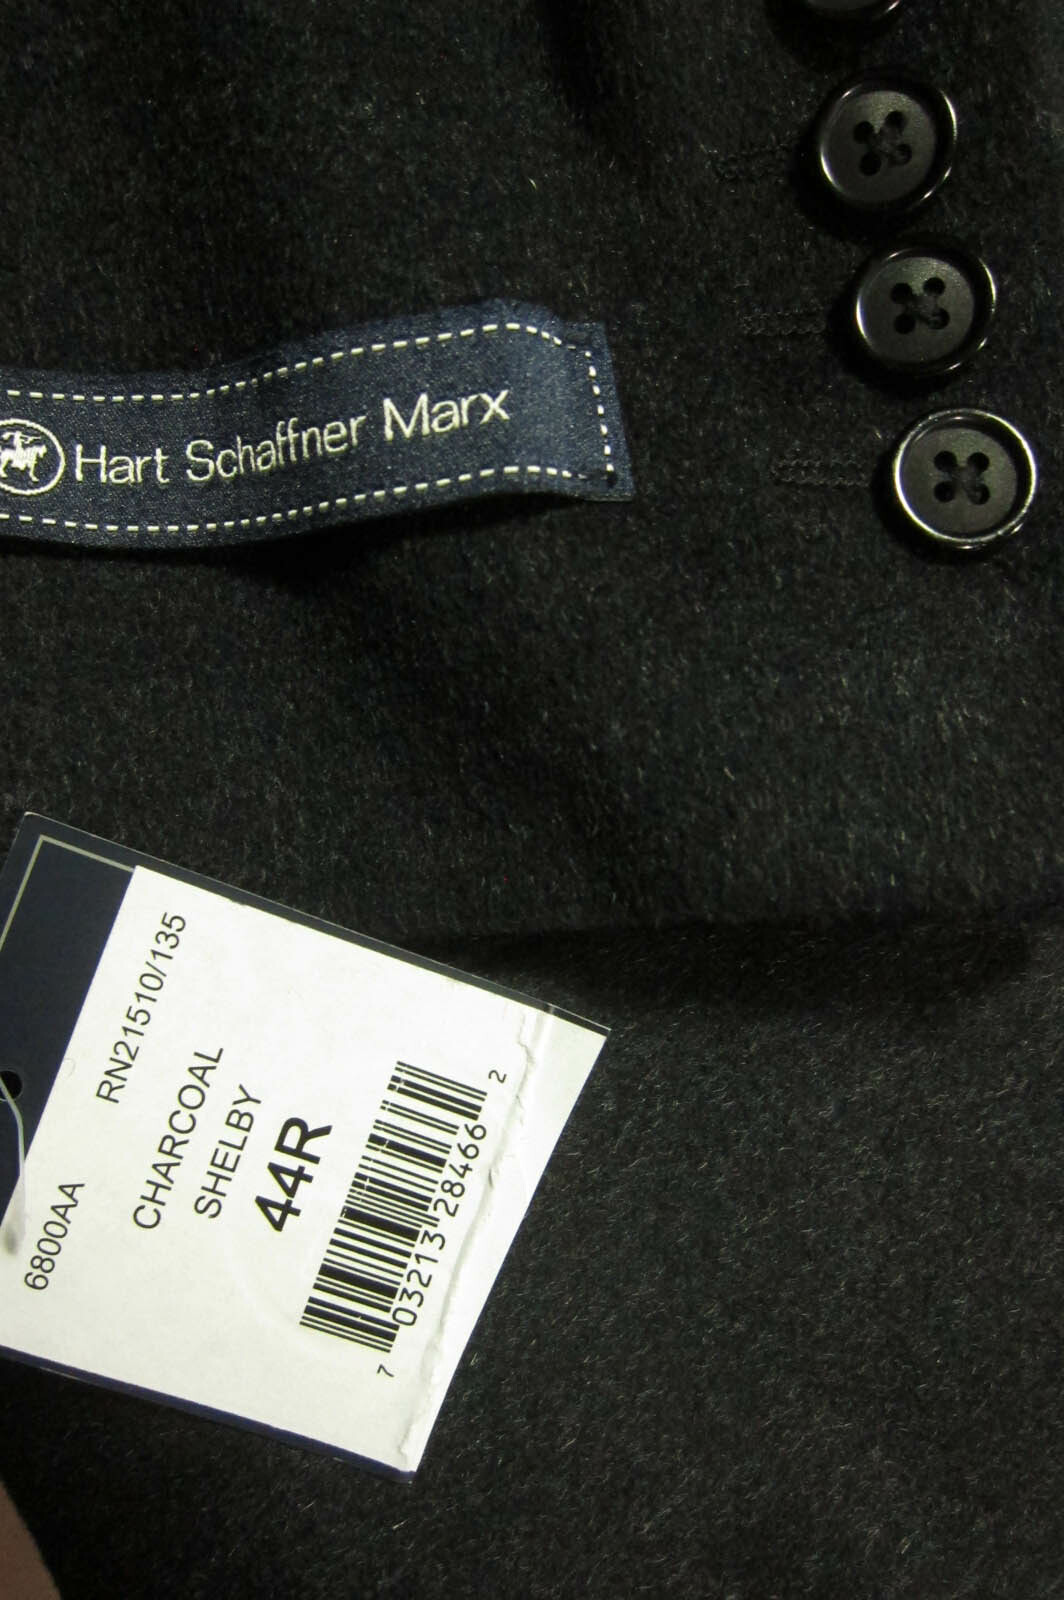 Hart Schaffner Marx
RN21510/135
CHARCOAL
SHELBY
44R
6800AA
7 03213 28466 2